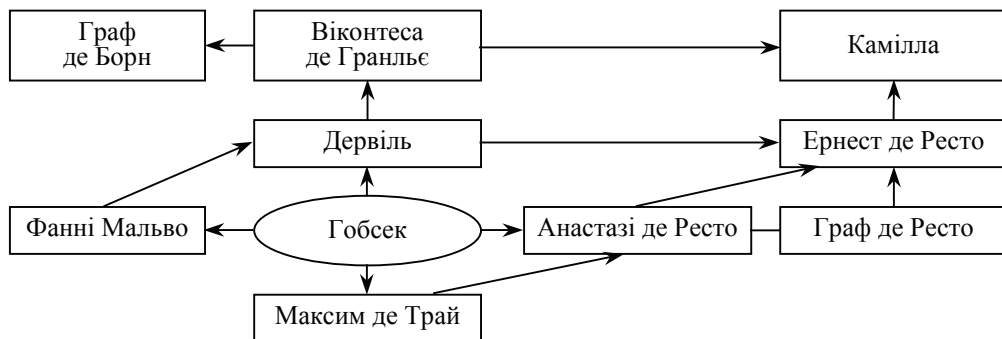 Граф
де Борн
Віконтеса
де Гранльє
Камілла
Дервіль
Ернест де Ресто
Фанні Мальво
Гобсек
Анастазі де Ресто
Граф де Ресто
Максим де Трай